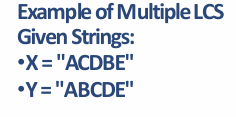 Example of Multiple LCS
Given Strings:
•X = "ACDBE"
•Y = "ABCDE"